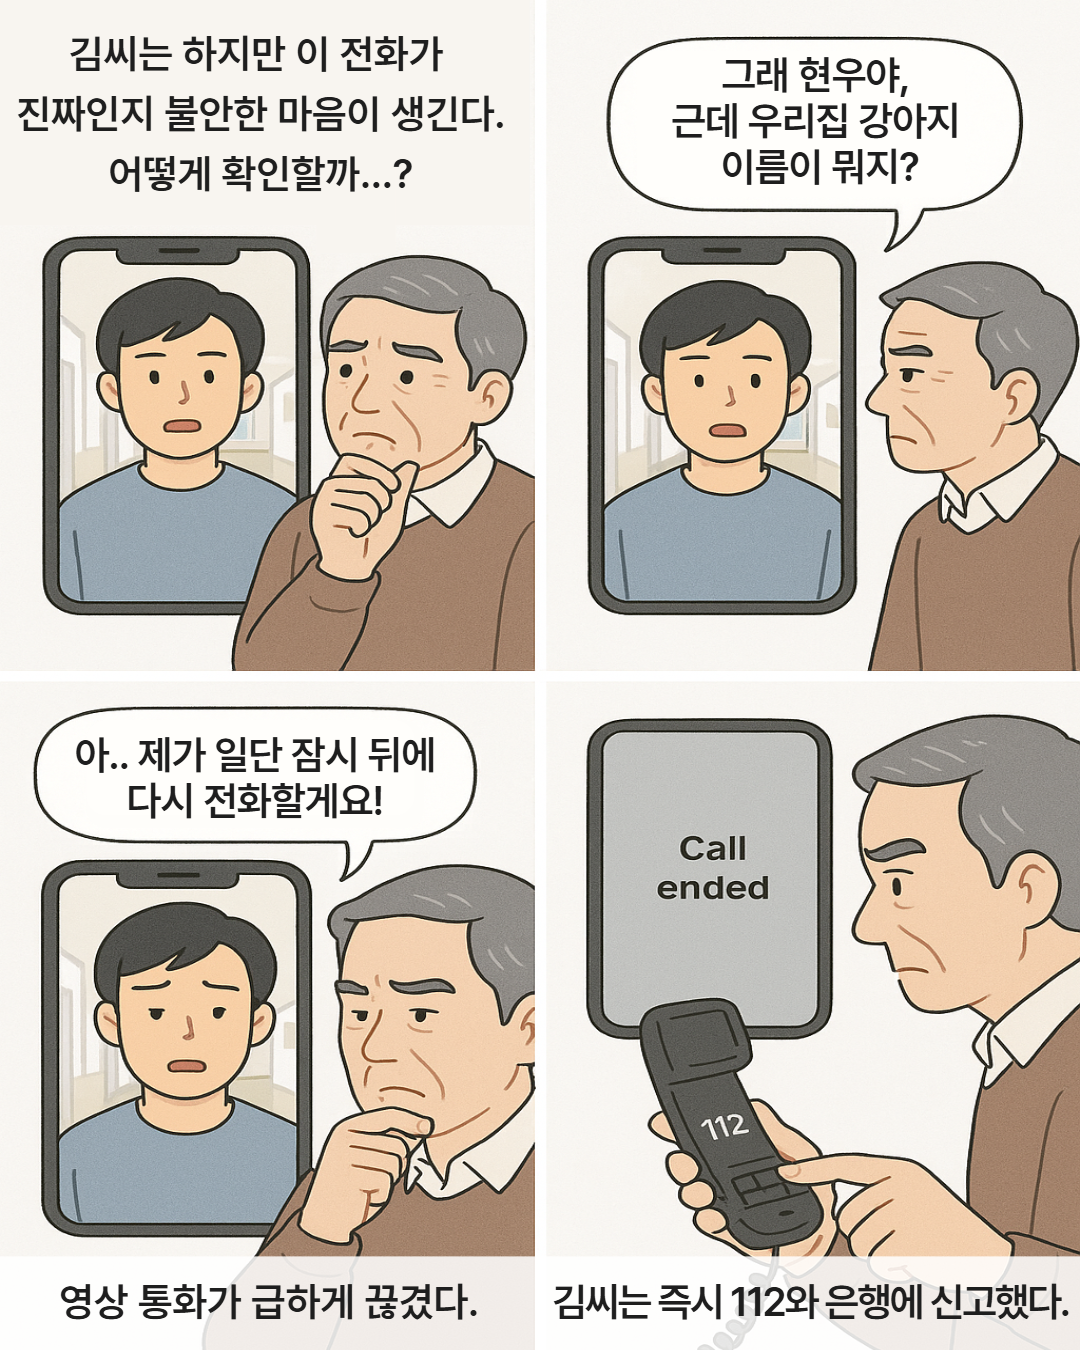 김씨는 하지만 이 전화가
진짜인지 불안한 마음이 생긴다.
어떻게 확인할까...?
그래 현우야,
근데 우리집 강아지
이름이 뭐지?
아.. 제가 일단 잠시 뒤에
다시 전화할게요!
영상 통화가 급하게 끊겼다.
Call
ended
112
김씨는 즉시 112와 은행에 신고했다.